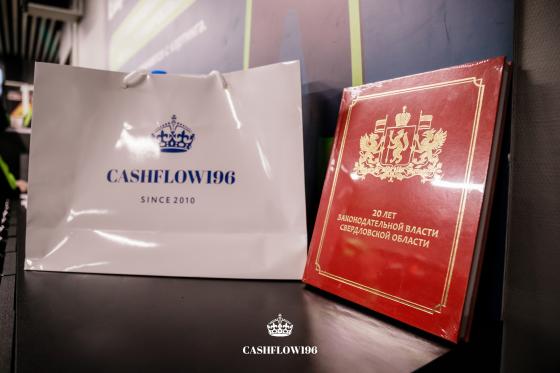 CASHFLOW196
SINCE 2010
20 ЛЕТ
ЗАКОНОДАТЕЛЬНОЙ ВЛАСТИ
СВЕРДЛОВСКОЙ ОБЛАСТИ
CASHFLOW196